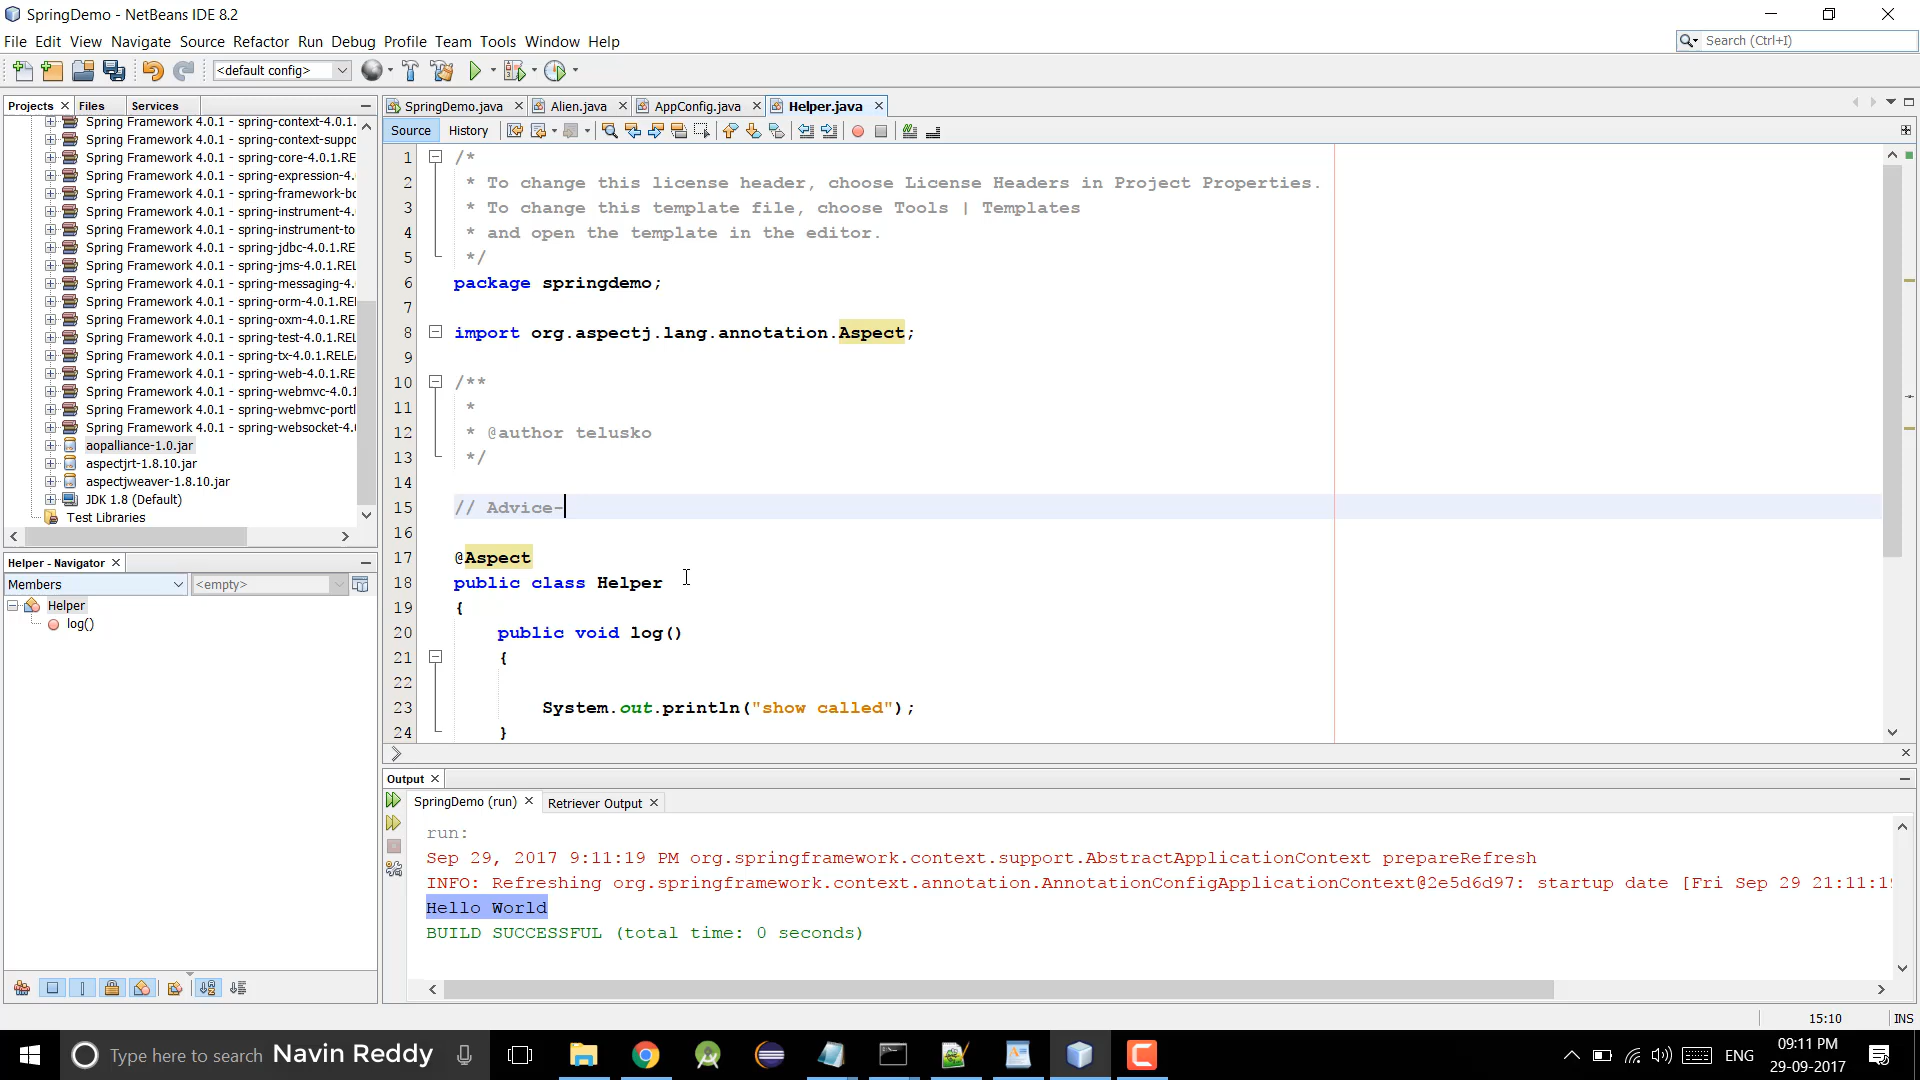 SpringDemo - NetBeans IDE 8.2
File Edit View Navigate Source Refactor Run Debug Profile Team Tools Window Help
Search (Ctrl+I)
<default config>
Projects Files Services
SpringDemo.java Alien.java AppConfig.java Helper.java
Source History
Spring Framework 4.0.1 - spring-context-4.0.1.
Spring Framework 4.0.1 - spring-context-suppo
Spring Framework 4.0.1 - spring-core-4.0.1.RE
Spring Framework 4.0.1 - spring-expression-4.
Spring Framework 4.0.1 - spring-framework-bo
Spring Framework 4.0.1 - spring-instrument-4.
Spring Framework 4.0.1 - spring-instrument-to
Spring Framework 4.0.1 - spring-jdbc-4.0.1.RE
Spring Framework 4.0.1 - spring-jms-4.0.1.REL
Spring Framework 4.0.1 - spring-messaging-4.
Spring Framework 4.0.1 - spring-orm-4.0.1.RE
Spring Framework 4.0.1 - spring-oxm-4.0.1.RE
Spring Framework 4.0.1 - spring-test-4.0.1.REL
Spring Framework 4.0.1 - spring-tx-4.0.1.RELE
Spring Framework 4.0.1 - spring-web-4.0.1.RE
Spring Framework 4.0.1 - spring-webmvc-4.0.1
Spring Framework 4.0.1 - spring-webmvc-portl
Spring Framework 4.0.1 - spring-websocket-4.0
aopalliance-1.0.jar
aspectjrt-1.8.10.jar
aspectjweaver-1.8.10.jar
JDK 1.8 (Default)
Test Libraries
Helper - Navigator
Members <empty>
Helper
log()
1 /*
2 * To change this license header, choose License Headers in Project Properties.
3 * To change this template file, choose Tools | Templates
4 * and open the template in the editor.
5 */
6 package springdemo;
7
8 import org.aspectj.lang.annotation.Aspect;
9
10 /**
11 *
12 * @author telusko
13 */
14
15 // Advice-
16
17 @Aspect
18 public class Helper
19 {
20 public void log()
21 {
22
23 System.out.println("show called");
24 }
Output
SpringDemo (run) Retriever Output
run:
Sep 29, 2017 9:11:19 PM org.springframework.context.support.AbstractApplicationContext prepareRefresh
INFO: Refreshing org.springframework.context.annotation.AnnotationConfigApplicationContext@2e5d6d97: startup date [Fri Sep 29 21:11:19
Hello World
BUILD SUCCESSFUL (total time: 0 seconds)
15:10 INS
Type here to search Navin Reddy
ENG
09:11 PM
29-09-2017